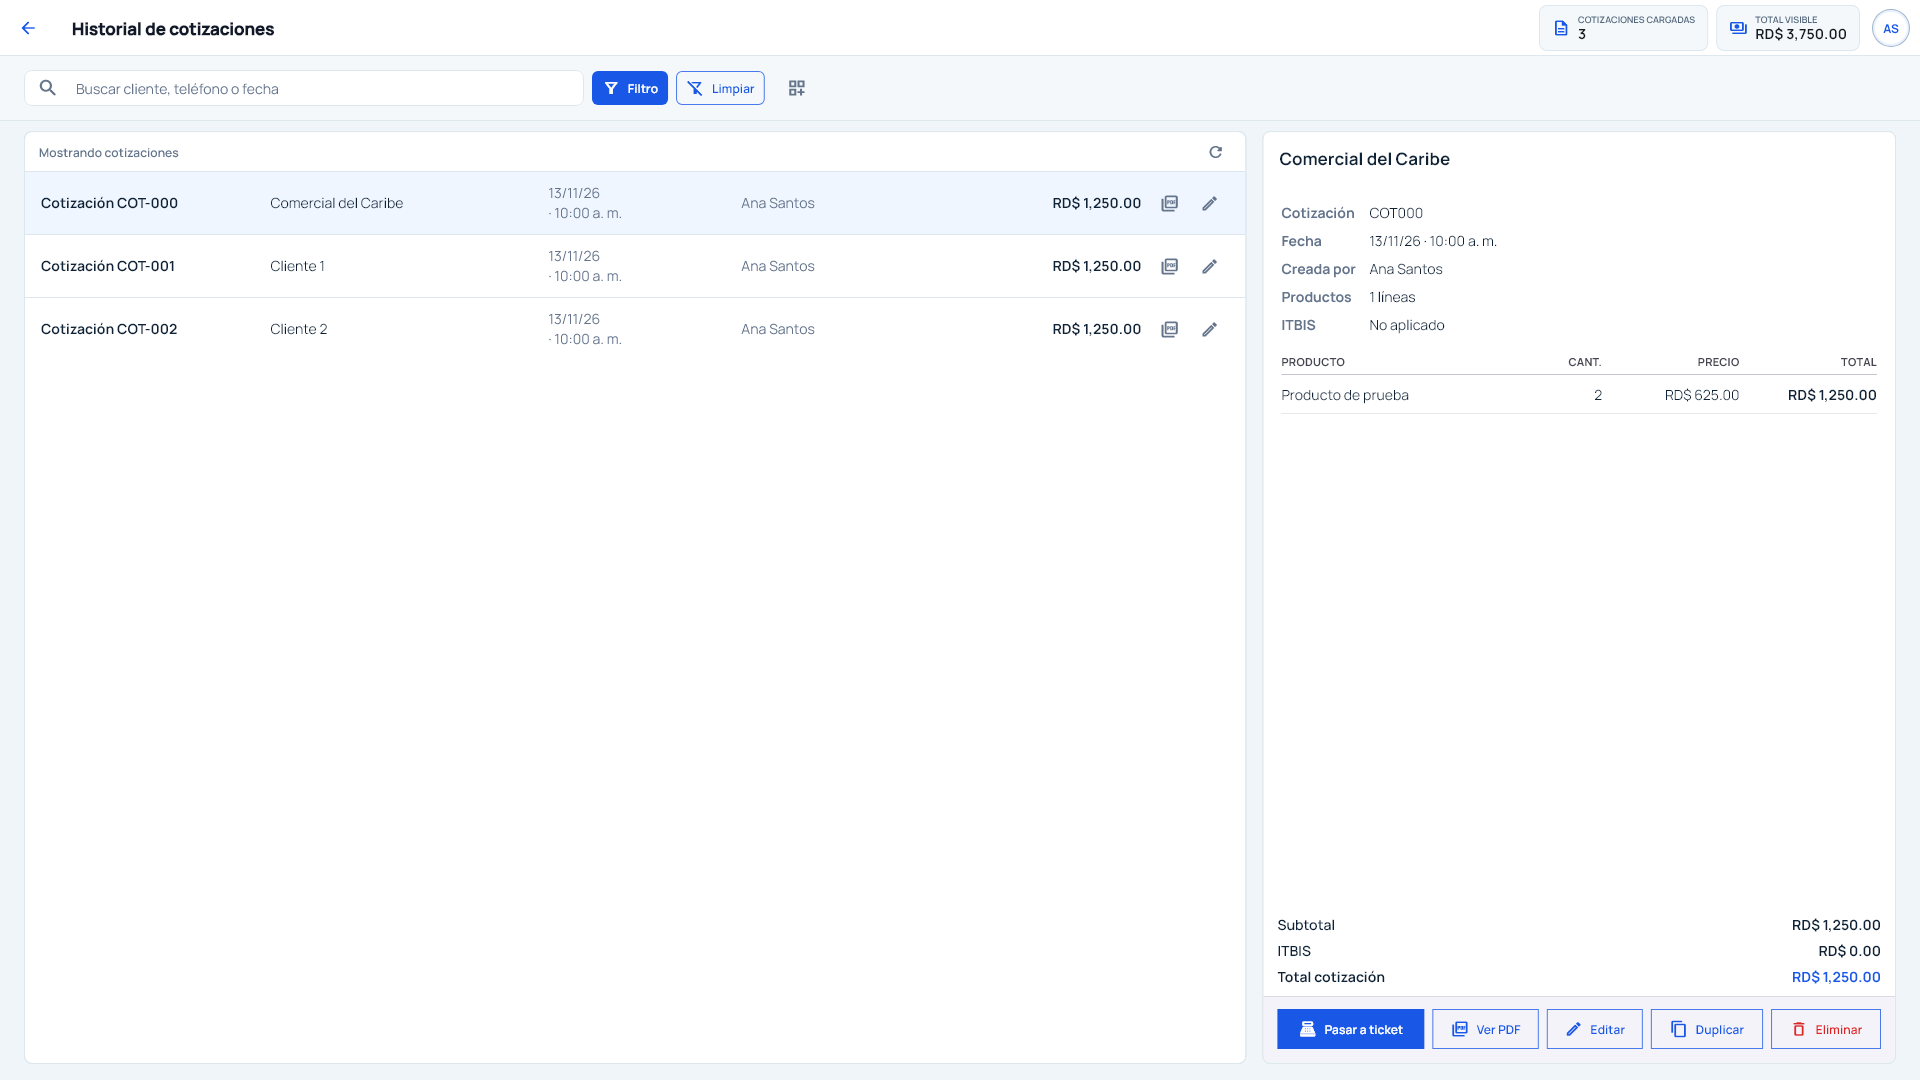 Historial de cotizaciones
COTIZACIONES CARGADAS
3
TOTAL VISIBLE
RD$ 3,750.00
AS
Buscar cliente, teléfono o fecha
Filtro
Limpiar
Mostrando cotizaciones
Cotización COT-000
Comercial del Caribe
13/11/26
· 10:00 a. m.
Ana Santos
RD$ 1,250.00
Cotización COT-001
Cliente 1
13/11/26
· 10:00 a. m.
Ana Santos
RD$ 1,250.00
Cotización COT-002
Cliente 2
13/11/26
· 10:00 a. m.
Ana Santos
RD$ 1,250.00
Comercial del Caribe
Cotización COT000
Fecha 13/11/26 · 10:00 a. m.
Creada por Ana Santos
Productos 1 líneas
ITBIS No aplicado
PRODUCTO CANT. PRECIO TOTAL
Producto de prueba 2 RD$ 625.00 RD$ 1,250.00
Subtotal RD$ 1,250.00
ITBIS RD$ 0.00
Total cotización RD$ 1,250.00
Pasar a ticket
PDF Ver PDF
Editar
Duplicar
Eliminar